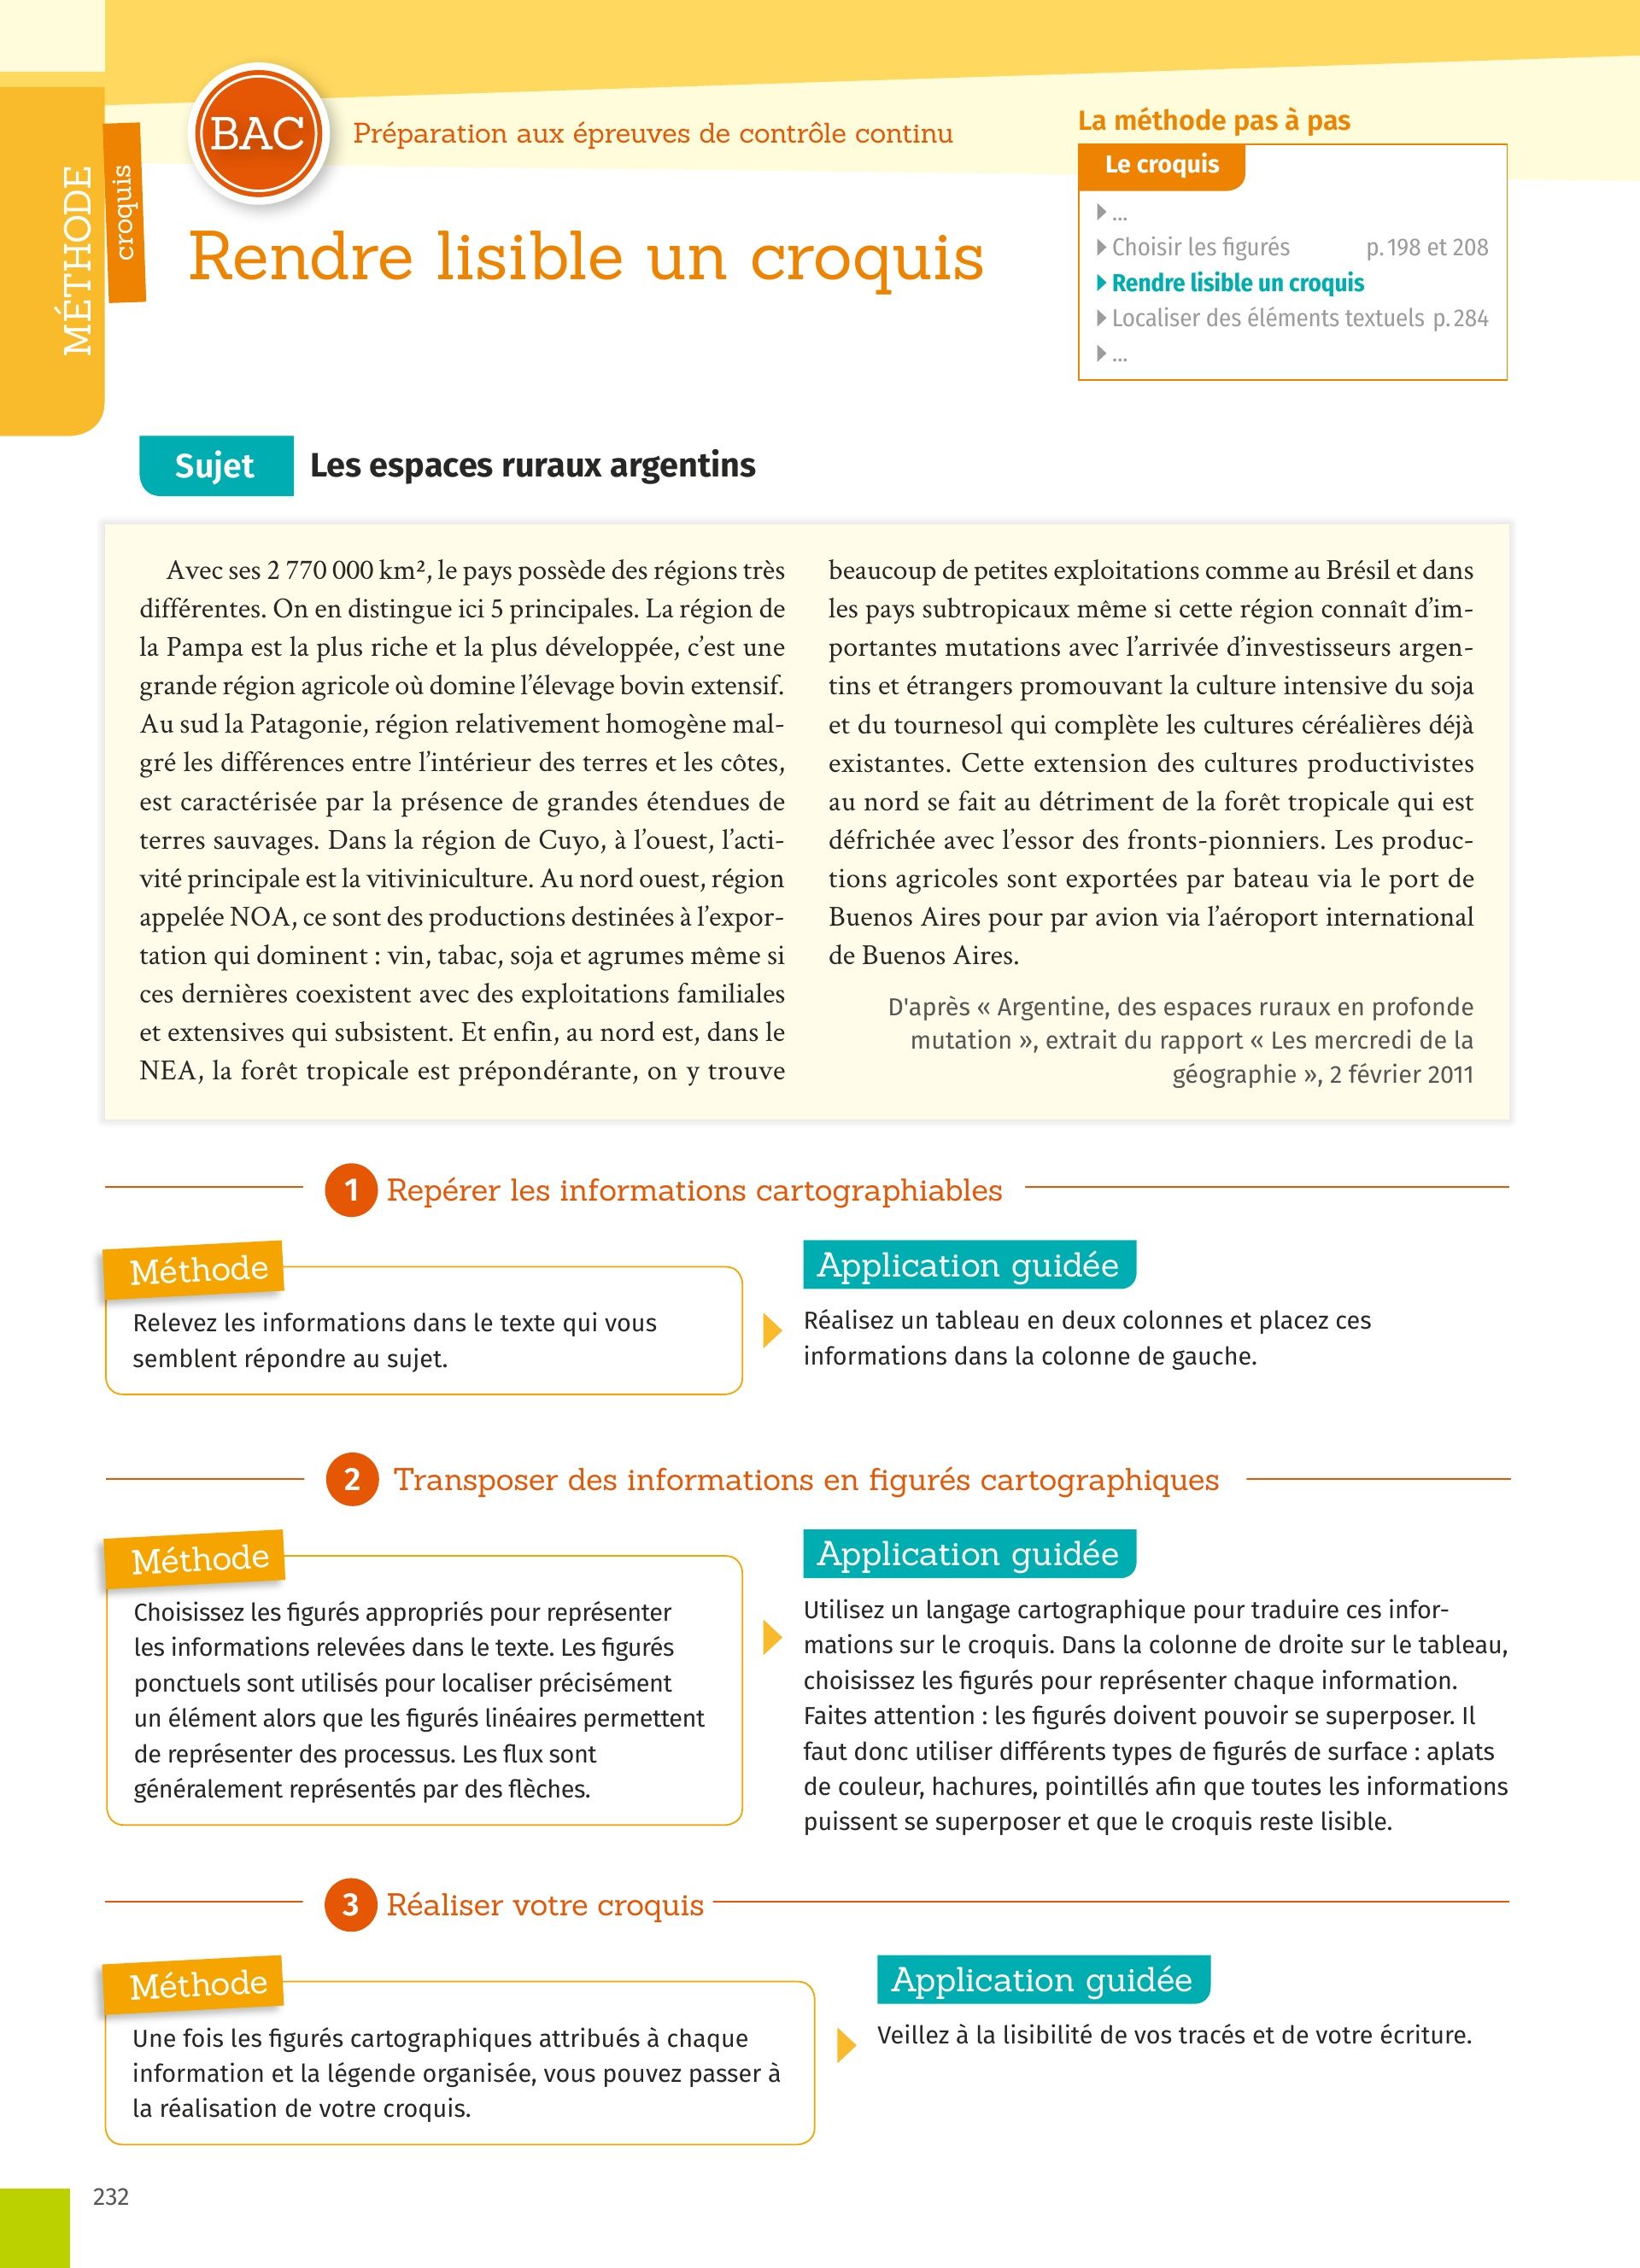 MÉTHODE
croquis
BAC
Préparation aux épreuves de contrôle continu
Rendre lisible un croquis
La méthode pas à pas
Le croquis
...
Choisir les figurés p. 198 et 208
Rendre lisible un croquis
Localiser des éléments textuels p. 284
...
Sujet Les espaces ruraux argentins
Avec ses 2 770 000 km², le pays possède des régions très
différentes. On en distingue ici 5 principales. La région de
la Pampa est la plus riche et la plus développée, c’est une
grande région agricole où domine l’élevage bovin extensif.
Au sud la Patagonie, région relativement homogène mal-
gré les différences entre l’intérieur des terres et les côtes,
est caractérisée par la présence de grandes étendues de
terres sauvages. Dans la région de Cuyo, à l’ouest, l’acti-
vité principale est la vitiviniculture. Au nord ouest, région
appelée NOA, ce sont des productions destinées à l’expor-
tation qui dominent : vin, tabac, soja et agrumes même si
ces dernières coexistent avec des exploitations familiales
et extensives qui subsistent. Et enfin, au nord est, dans le
NEA, la forêt tropicale est prépondérante, on y trouve
beaucoup de petites exploitations comme au Brésil et dans
les pays subtropicaux même si cette région connaît d’im-
portantes mutations avec l’arrivée d’investisseurs argen-
tins et étrangers promouvant la culture intensive du soja
et du tournesol qui complète les cultures céréalières déjà
existantes. Cette extension des cultures productivistes
au nord se fait au détriment de la forêt tropicale qui est
défrichée avec l’essor des fronts-pionniers. Les produc-
tions agricoles sont exportées par bateau via le port de
Buenos Aires pour par avion via l’aéroport international
de Buenos Aires.
D'après « Argentine, des espaces ruraux en profonde
mutation », extrait du rapport « Les mercredi de la
géographie », 2 février 2011
1 Repérer les informations cartographiables
Méthode
Relevez les informations dans le texte qui vous
semblent répondre au sujet.
Application guidée
Réalisez un tableau en deux colonnes et placez ces
informations dans la colonne de gauche.
2 Transposer des informations en figurés cartographiques
Méthode
Choisissez les figurés appropriés pour représenter
les informations relevées dans le texte. Les figurés
ponctuels sont utilisés pour localiser précisément
un élément alors que les figurés linéaires permettent
de représenter des processus. Les flux sont
généralement représentés par des flèches.
Application guidée
Utilisez un langage cartographique pour traduire ces infor-
mations sur le croquis. Dans la colonne de droite sur le tableau,
choisissez les figurés pour représenter chaque information.
Faites attention : les figurés doivent pouvoir se superposer. Il
faut donc utiliser différents types de figurés de surface : aplats
de couleur, hachures, pointillés afin que toutes les informations
puissent se superposer et que le croquis reste lisible.
3 Réaliser votre croquis
Méthode
Une fois les figurés cartographiques attribués à chaque
information et la légende organisée, vous pouvez passer à
la réalisation de votre croquis.
Application guidée
Veillez à la lisibilité de vos tracés et de votre écriture.
232